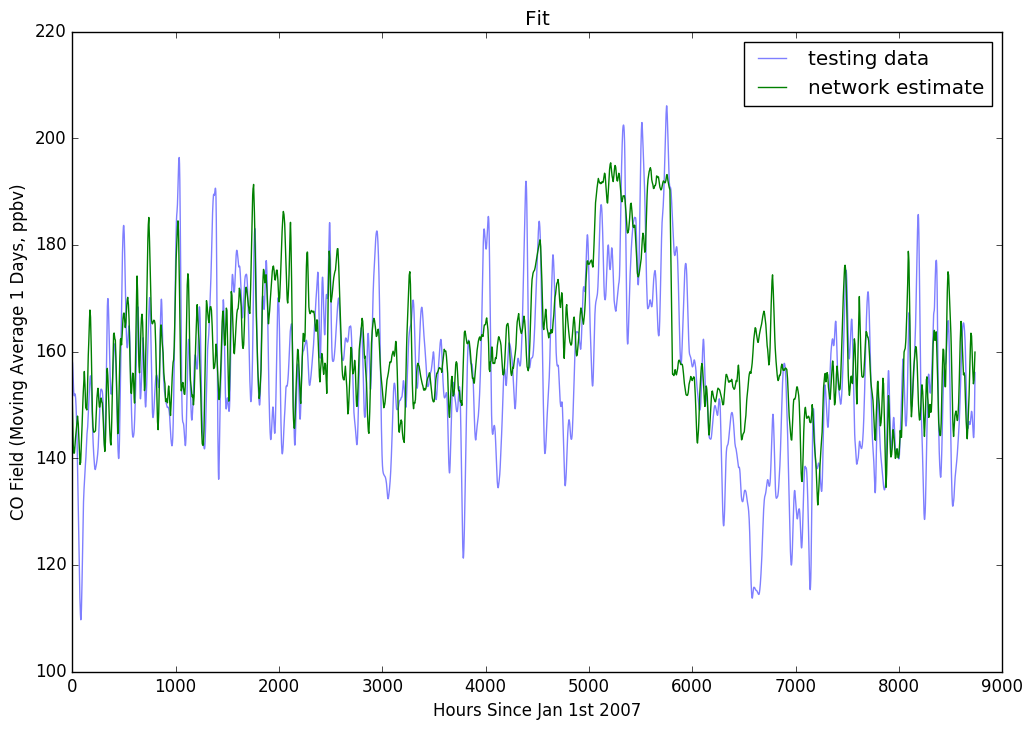 Fit
testing data
network estimate
CO Field (Moving Average 1 Days, ppbv)
220
200
180
160
140
120
100
0 1000 2000 3000 4000 5000 6000 7000 8000 9000
Hours Since Jan 1st 2007